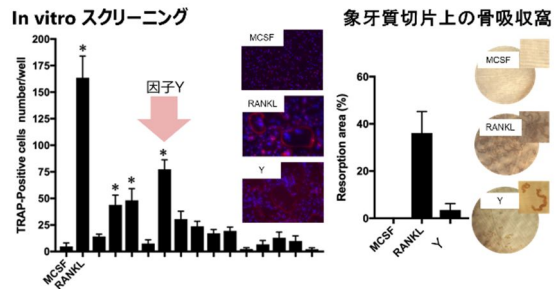 In vitro スクリーニング
TRAP-Positive cells number/well
200
175
150
125
100
75
50
25
0
*
因子Y
*
*
*
MCSF
RANKL
MCSF
RANKL
Y
象牙質切片上の骨吸収窩
Resorption area (%)
60
40
20
0
MCSF
RANKL
Y
MCSF
RANKL
Y